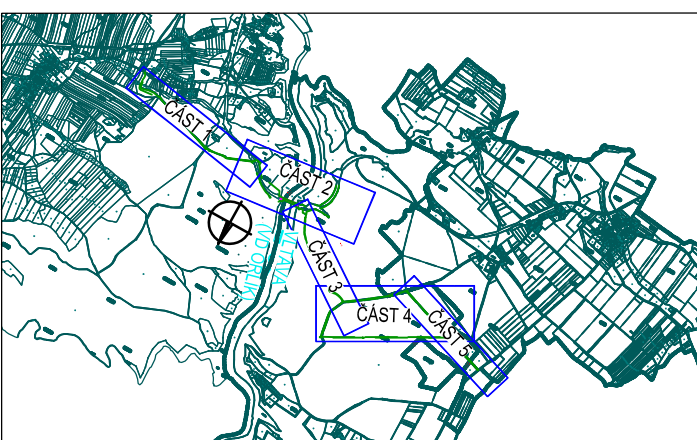 ČÁST 1
ČÁST 2
ČÁST 3
ČÁST 4
ČÁST 5
VLTAVA
(VD ORLÍK)